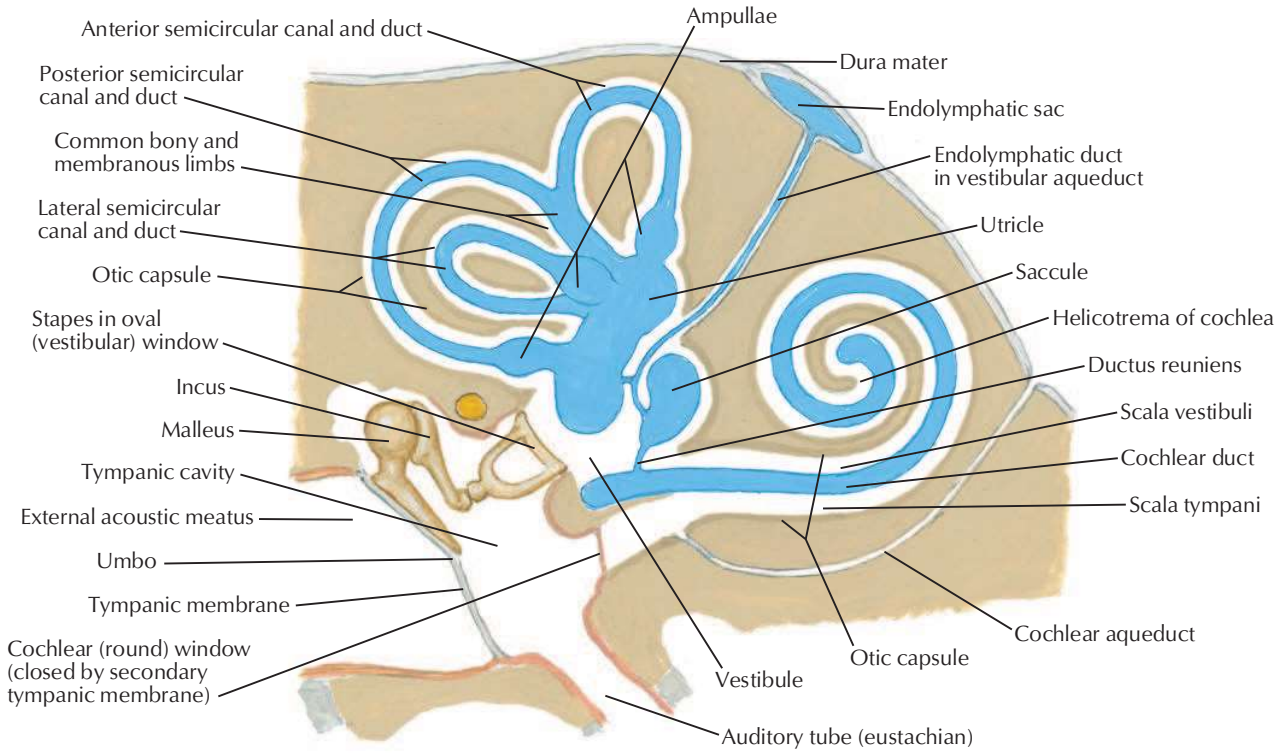 Anterior semicircular canal and duct
Posterior semicircular
canal and duct
Common bony and
membranous limbs
Lateral semicircular
canal and duct
Otic capsule
Stapes in oval
(vestibular) window
Incus
Malleus
Tympanic cavity
External acoustic meatus
Umbo
Tympanic membrane
Cochlear (round) window
(closed by secondary
tympanic membrane)
Ampullae
Dura mater
Endolymphatic sac
Endolymphatic duct
in vestibular aqueduct
Utricle
Saccule
Helicotrema of cochlea
Ductus reuniens
Scala vestibuli
Cochlear duct
Scala tympani
Cochlear aqueduct
Otic capsule
Vestibule
Auditory tube (eustachian)